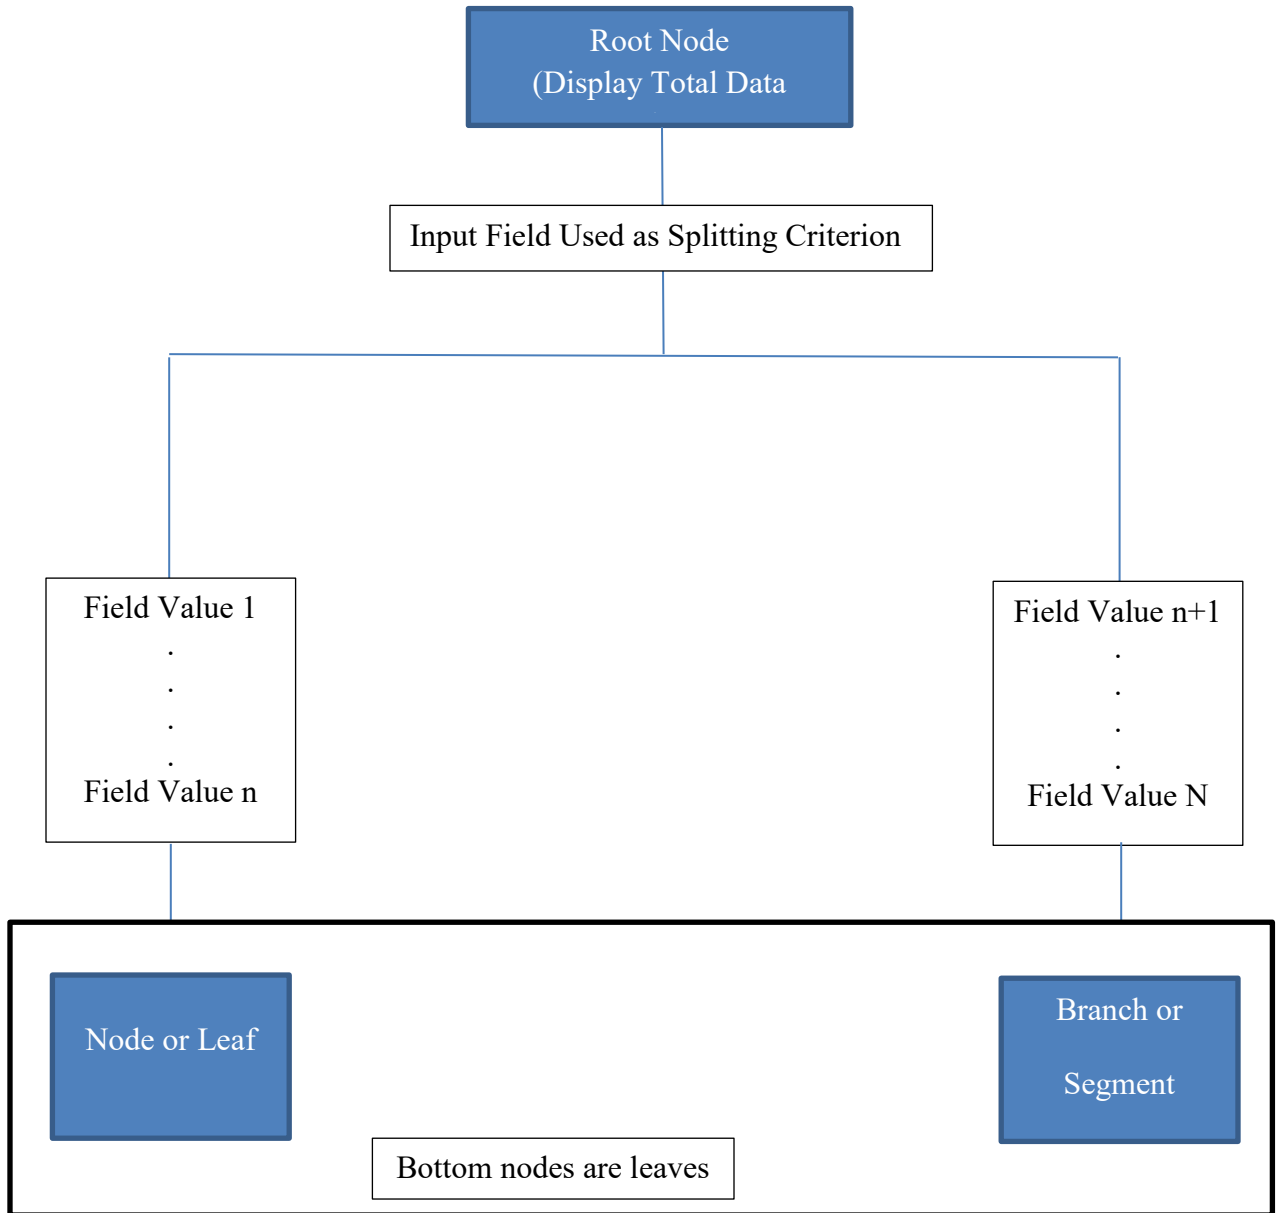 Root Node
(Display Total Data
Input Field Used as Splitting Criterion
Field Value 1
.
.
.
.
Field Value n
Field Value n+1
.
.
.
.
Field Value N
Node or Leaf
Branch or
Segment
Bottom nodes are leaves